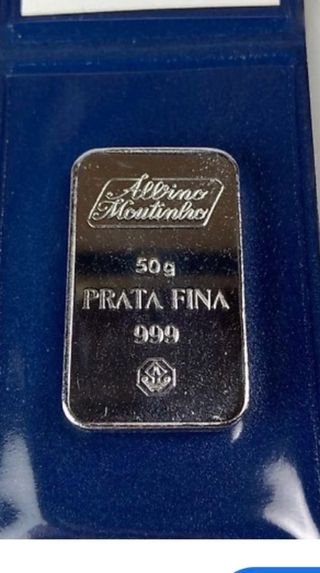 Albino
Moutinho
50g
PRATA FINA
999